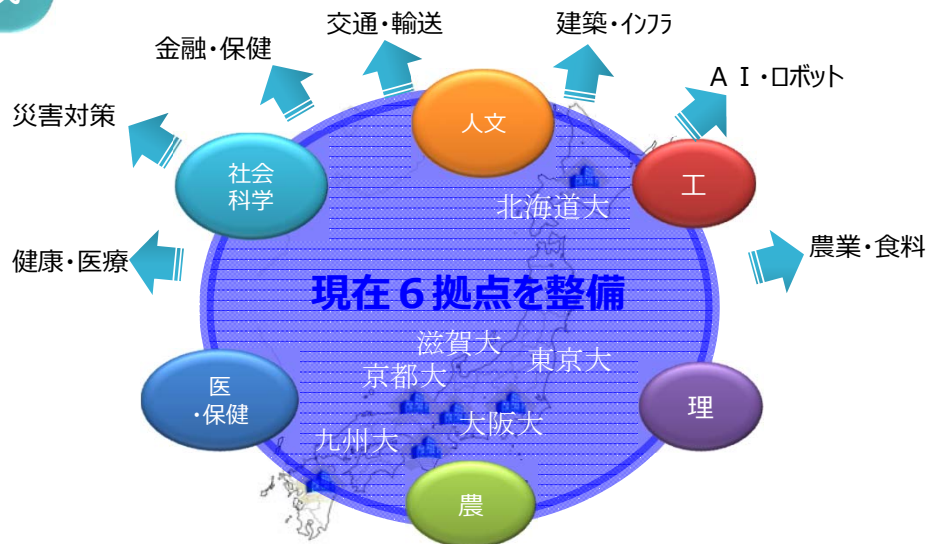 交通・輸送
建築・インフラ
金融・保健
AI・ロボット
災害対策
人文
社会
科学
工
北海道大
健康・医療
農業・食料
現在6拠点を整備
滋賀大
東京大
京都大
医
・保健
理
大阪大
九州大
農